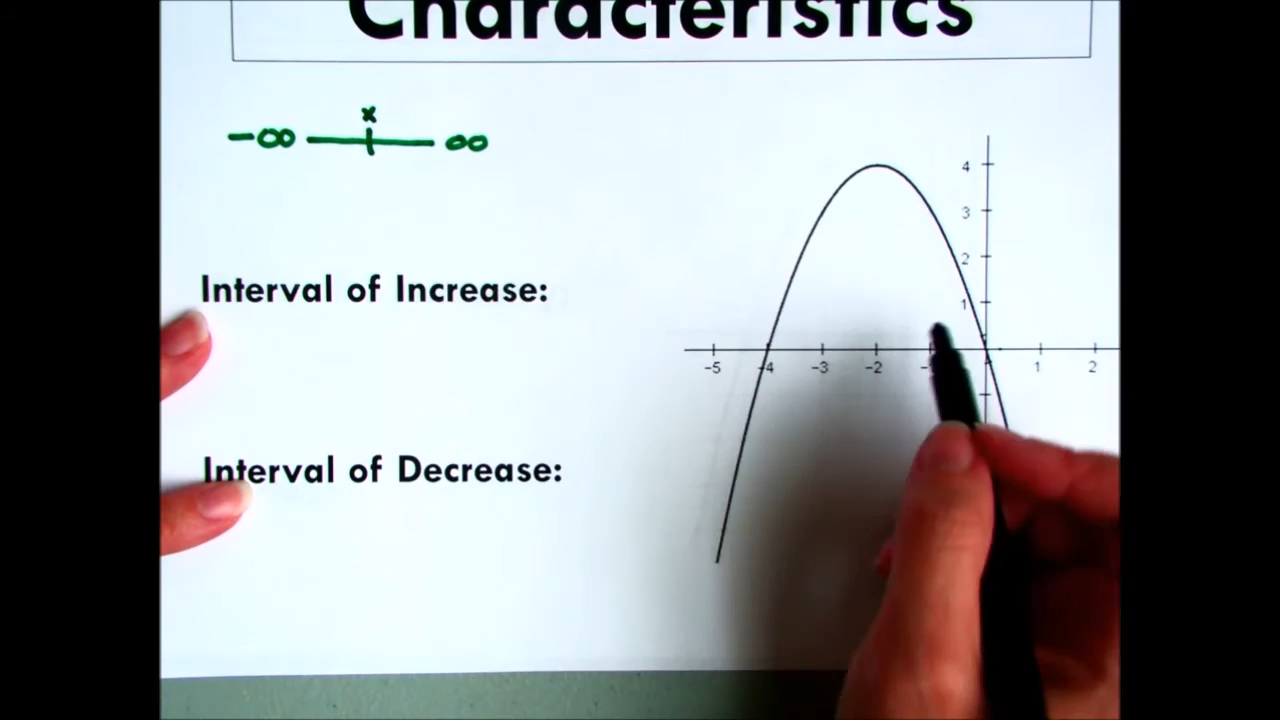 Characteristics
x
-∞ ∞
Interval of Increase:
Interval of Decrease:
4
3
2
1
-5 -4 -3 -2 1 2